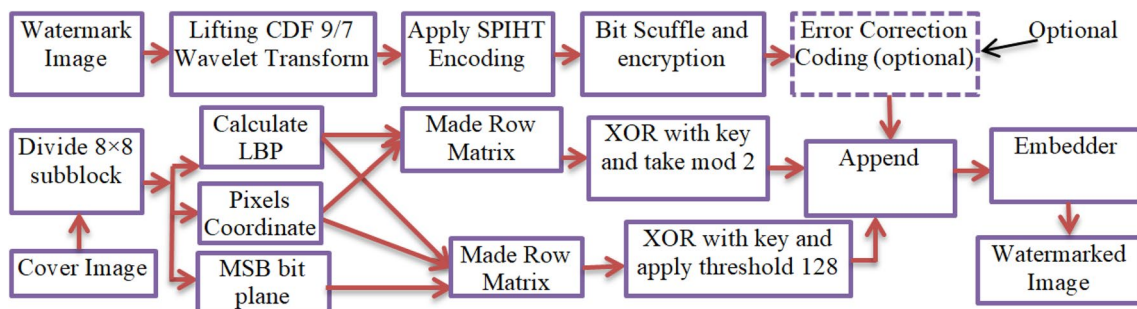 Watermark
Image
Lifting CDF 9/7
Wavelet Transform
Apply SPIHT
Encoding
Bit Scuffle and
encryption
Error Correction
Coding (optional)
Optional
Divide 8×8
subblock
Cover Image
Calculate
LBP
Pixels
Coordinate
MSB bit
plane
Made Row
Matrix
Made Row
Matrix
XOR with key
and take mod 2
XOR with key and
apply threshold 128
Append
Embedder
Watermarked
Image